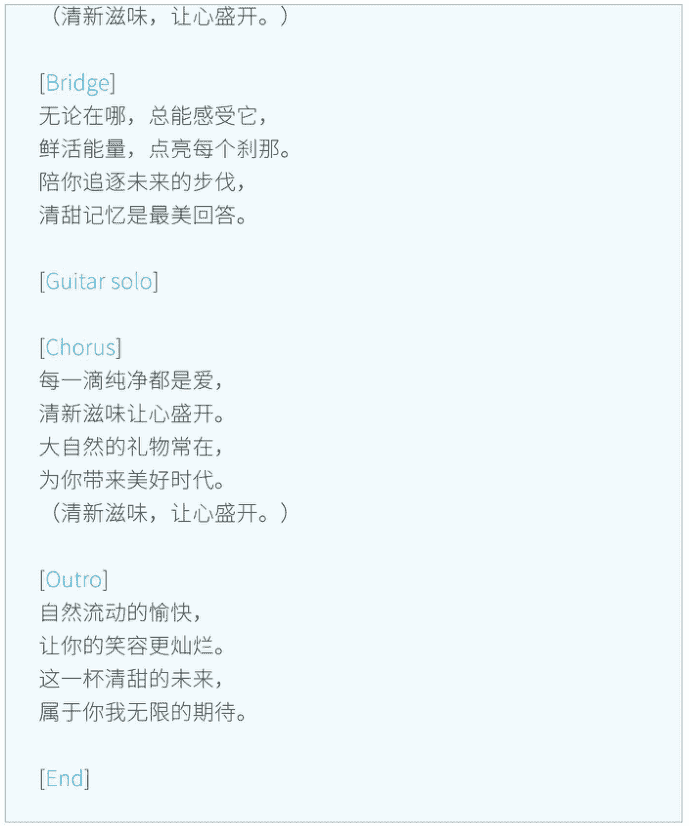 （清新滋味，让心盛开。）
[Bridge]
无论在哪，总能感受它，
鲜活能量，点亮每个刹那。
陪你追逐未来的步伐，
清甜记忆是最美回答。
[Guitar solo]
[Chorus]
每一滴纯净都是爱，
清新滋味让心盛开。
大自然的礼物常在，
为你带来美好时代。
（清新滋味，让心盛开。）
[Outro]
自然流动的愉快，
让你的笑容更灿烂。
这一杯清甜的未来，
属于你我无限的期待。
[End]